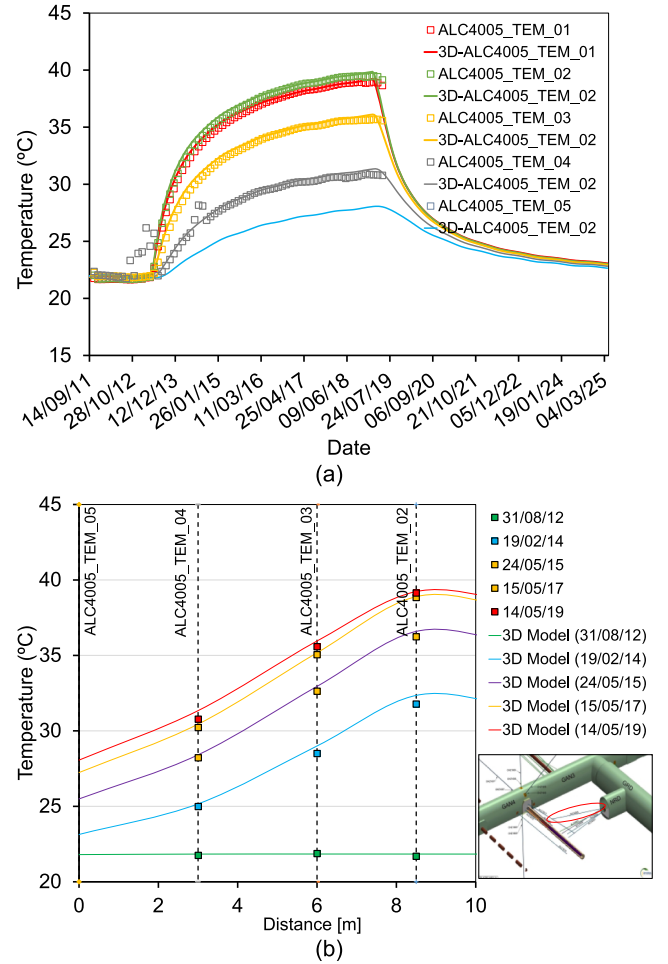 45
40
35
30
25
20
15
Temperature (ºC)
ALC4005_TEM_01
3D-ALC4005_TEM_01
ALC4005_TEM_02
3D-ALC4005_TEM_02
ALC4005_TEM_03
3D-ALC4005_TEM_02
ALC4005_TEM_04
3D-ALC4005_TEM_02
ALC4005_TEM_05
3D-ALC4005_TEM_02
14/09/11
28/10/12
12/12/13
26/01/15
11/03/16
25/04/17
09/06/18
24/07/19
06/09/20
21/10/21
05/12/22
19/01/24
04/03/25
Date
(a)
45
40
35
30
25
20
Temperature (ºC)
ALC4005_TEM_05
ALC4005_TEM_04
ALC4005_TEM_03
ALC4005_TEM_02
31/08/12
19/02/14
24/05/15
15/05/17
14/05/19
3D Model (31/08/12)
3D Model (19/02/14)
3D Model (24/05/15)
3D Model (15/05/17)
3D Model (14/05/19)
0 2 4 6 8 10
Distance [m]
(b)